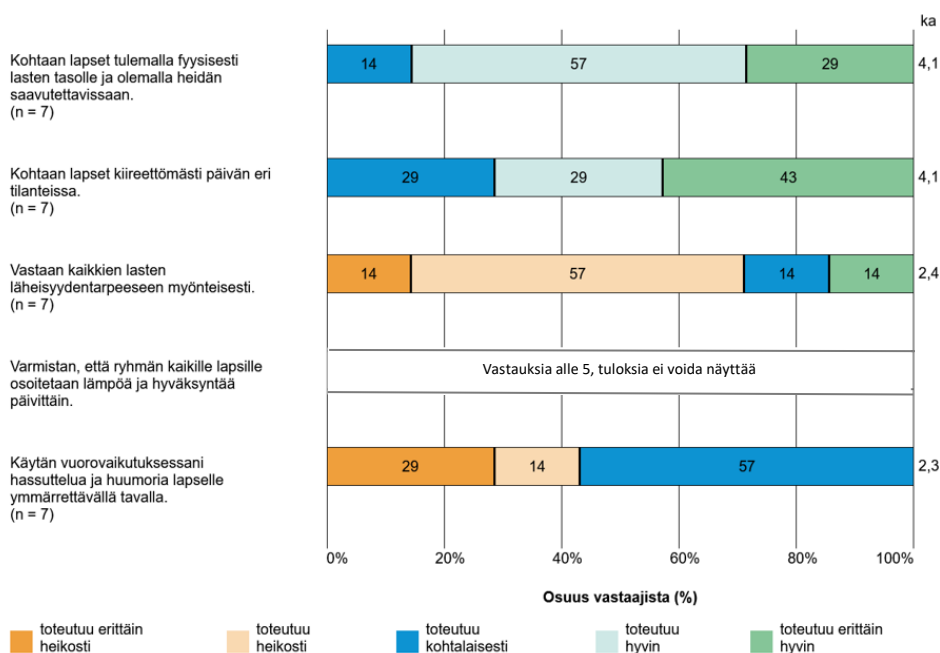 ka
Kohtaan lapset tulemalla fyysisesti
lasten tasolle ja olemalla heidän
saavutettavissaan.
(n = 7)
14 57 29 4,1
Kohtaan lapset kiireettömästi päivän eri
tilanteissa.
(n = 7)
29 29 43 4,1
Vastaan kaikkien lasten
läheisyydentarpeeseen myönteisesti.
(n = 7)
14 57 14 14 2,4
Varmistan, että ryhmän kaikille lapsille
osoitetaan lämpöä ja hyväksyntää
päivittäin.
Vastauksia alle 5, tuloksia ei voida näyttää
Käytän vuorovaikutuksessani
hassuttelua ja huumoria lapselle
ymmärrettävällä tavalla.
(n = 7)
29 14 57 2,3
0% 20% 40% 60% 80% 100%
Osuus vastaajista (%)
toteutuu erittäin
heikosti
toteutuu
heikosti
toteutuu
kohtalaisesti
toteutuu
hyvin
toteutuu erittäin
hyvin